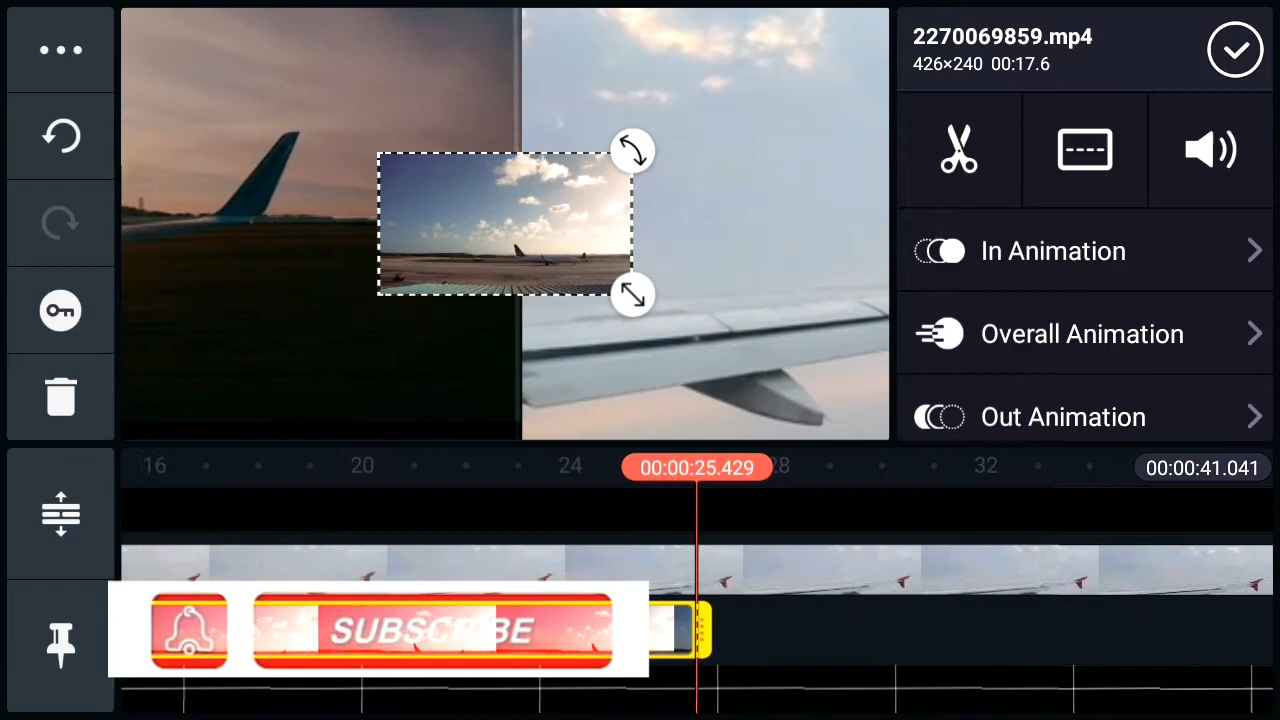 2270069859.mp4
426×240 00:17.6
In Animation
Overall Animation
Out Animation
16
20
24
00:00:25.429
28
32
00:00:41.041
SUBSCRIBE